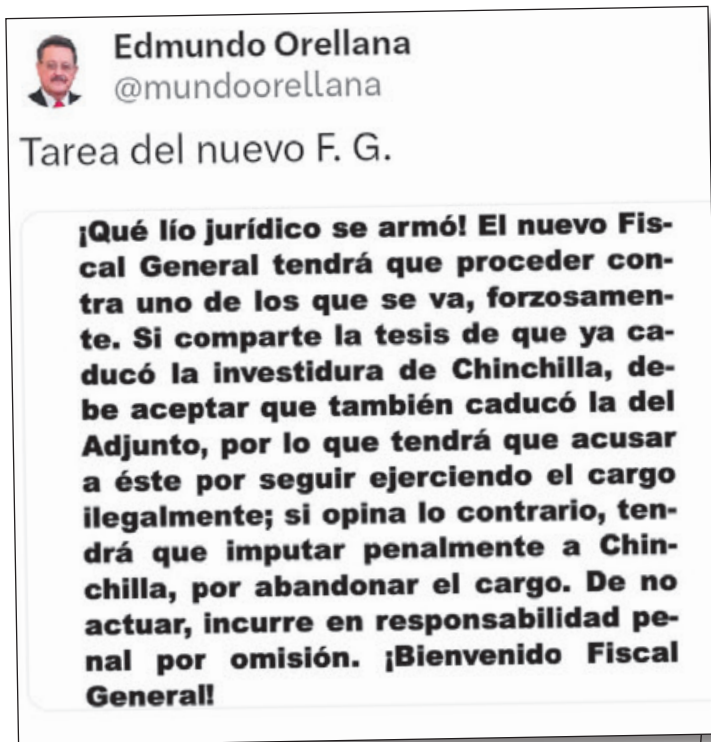 Edmundo Orellana
@mundoorellana
Tarea del nuevo F. G.
¡Qué lío jurídico se armó! El nuevo Fis-
cal General tendrá que proceder con-
tra uno de los que se va, forzosamen-
te. Si comparte la tesis de que ya ca-
ducó la investidura de Chinchilla, de-
be aceptar que también caducó la del
Adjunto, por lo que tendrá que acusar
a éste por seguir ejerciendo el cargo
ilegalmente; si opina lo contrario, ten-
drá que imputar penalmente a Chin-
chilla, por abandonar el cargo. De no
actuar, incurre en responsabilidad pe-
nal por omisión. ¡Bienvenido Fiscal
General!